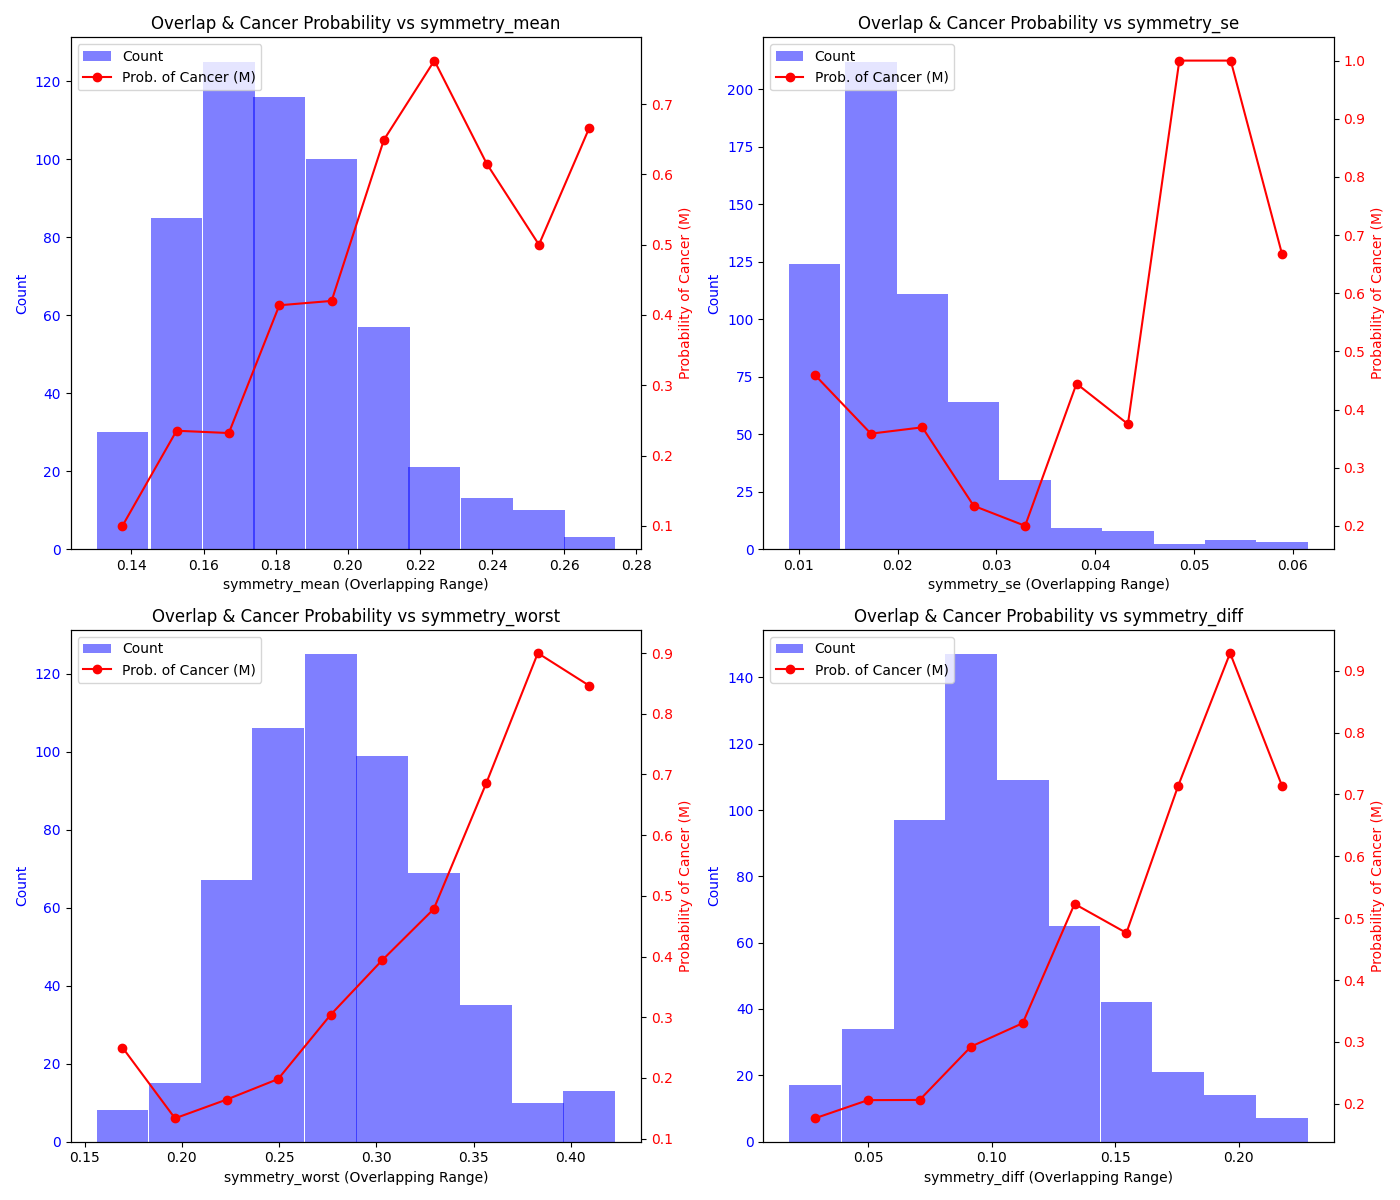 Overlap & Cancer Probability vs symmetry_mean
Count
Prob. of Cancer (M)
120
100
80
60
40
20
0
Count
0.7
0.6
0.5
0.4
0.3
0.2
0.1
Probability of Cancer (M)
0.14 0.16 0.18 0.20 0.22 0.24 0.26 0.28
symmetry_mean (Overlapping Range)
Overlap & Cancer Probability vs symmetry_se
Count
Prob. of Cancer (M)
200
175
150
125
100
75
50
25
0
Count
1.0
0.9
0.8
0.7
0.6
0.5
0.4
0.3
0.2
Probability of Cancer (M)
0.01 0.02 0.03 0.04 0.05 0.06
symmetry_se (Overlapping Range)
Overlap & Cancer Probability vs symmetry_worst
Count
Prob. of Cancer (M)
120
100
80
60
40
20
0
Count
0.9
0.8
0.7
0.6
0.5
0.4
0.3
0.2
0.1
Probability of Cancer (M)
0.15 0.20 0.25 0.30 0.35 0.40
symmetry_worst (Overlapping Range)
Overlap & Cancer Probability vs symmetry_diff
Count
Prob. of Cancer (M)
140
120
100
80
60
40
20
0
Count
0.9
0.8
0.7
0.6
0.5
0.4
0.3
0.2
Probability of Cancer (M)
0.05 0.10 0.15 0.20
symmetry_diff (Overlapping Range)